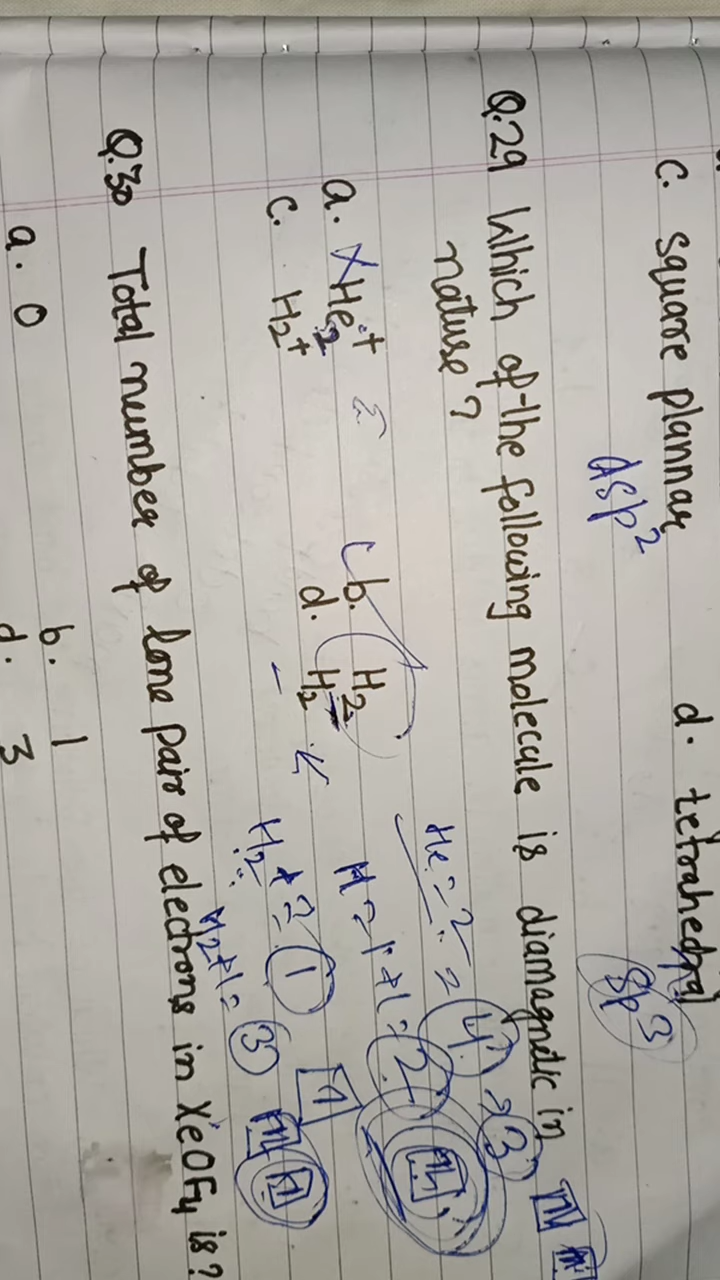 c. square plannar d. tetrahedral
dsp² sp3
Q.29 Which of the following molecule is diamagnetic in
nature?
a. He2+ b. H2
c. H2+ d. H2-
He = 2 = 4 3
H = 1+1 = 2
H2+ = 1
H2+1 = 3
Q.30 Total number of lone pair of electrons in XeOF4 is?
a. 0 b. 1
d. 3